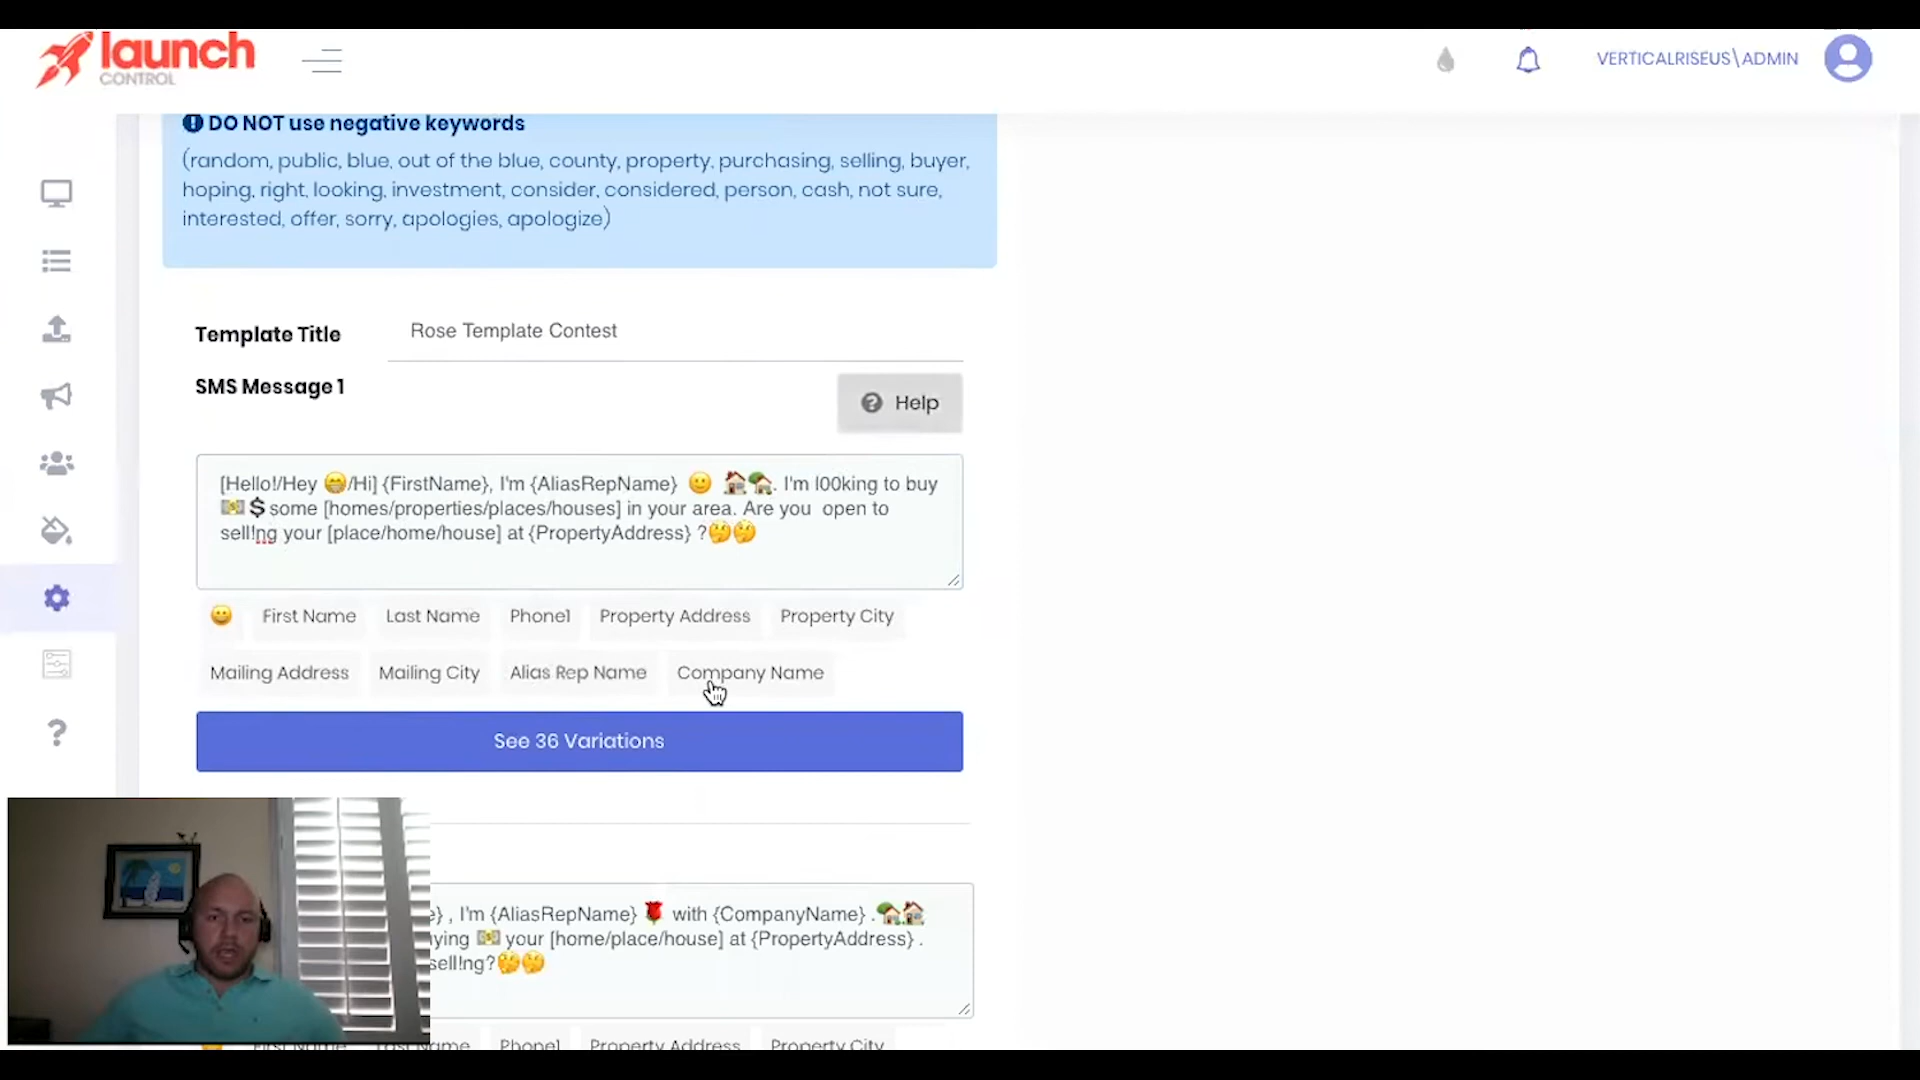 launch
CONTROL
VERTICALRISEUS\ADMIN
DO NOT use negative keywords
(random, public, blue, out of the blue, county, property, purchasing, selling, buyer,
hoping, right, looking, investment, consider, considered, person, cash, not sure,
interested, offer, sorry, apologies, apologize)
Template Title
Rose Template Contest
SMS Message 1
Help
[Hello!/Hey 😁/Hi] {FirstName}, I'm {AliasRepName} 🙂 🏠🏡. I'm l00king to buy
💵💲some [homes/properties/places/houses] in your area. Are you open to
sell!ng your [place/home/house] at {PropertyAddress} ?🤔🤔
First Name Last Name Phone1 Property Address Property City
Mailing Address Mailing City Alias Rep Name Company Name
See 36 Variations
} , I'm {AliasRepName} 🌹 with {CompanyName} .🏡🏠
ying 💵 your [home/place/house] at {PropertyAddress} .
sell!ng?🤔🤔
First Name Last Name Phone1 Property Address Property City